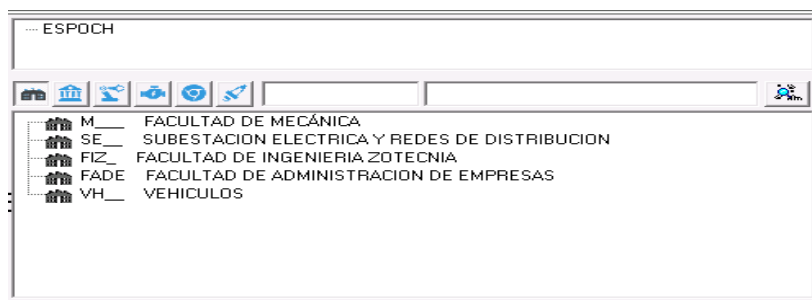 ESPOCH
M___ FACULTAD DE MECÁNICA
SE__ SUBESTACION ELECTRICA Y REDES DE DISTRIBUCION
FIZ_ FACULTAD DE INGENIERIA ZOTECNIA
FADE FACULTAD DE ADMINISTRACION DE EMPRESAS
VH__ VEHICULOS